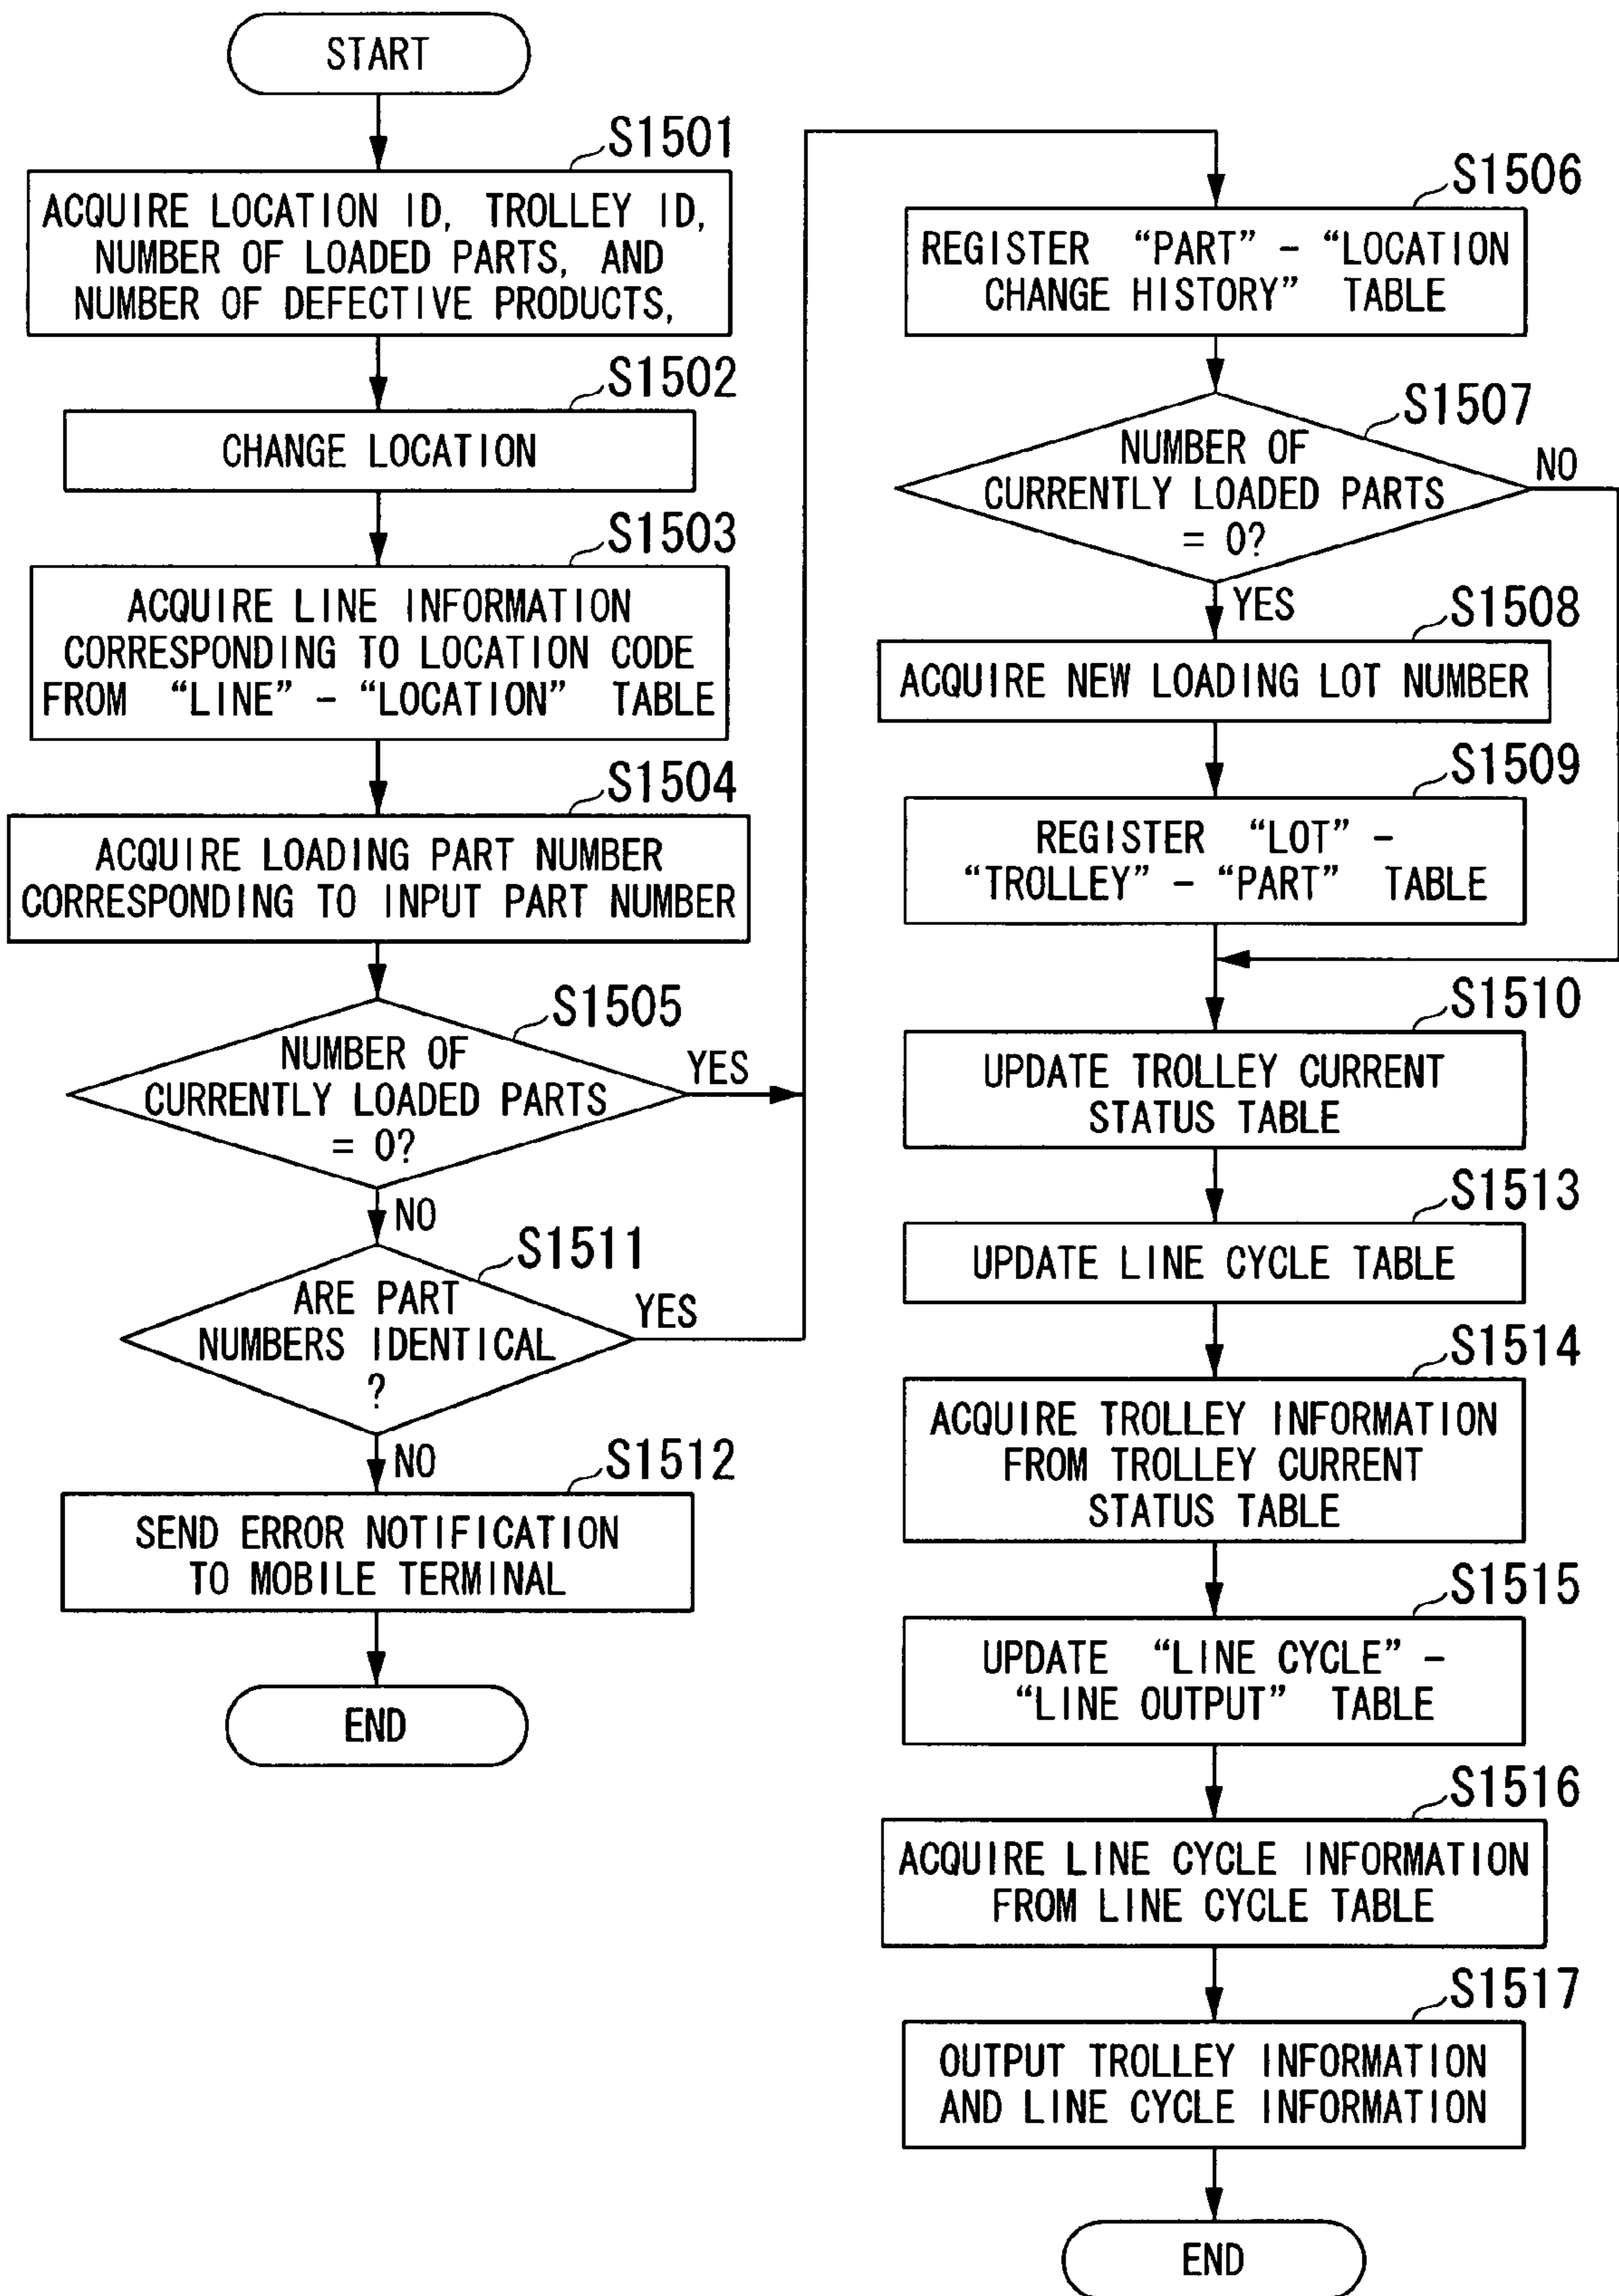 START
S1501
ACQUIRE LOCATION ID, TROLLEY ID,
NUMBER OF LOADED PARTS, AND
NUMBER OF DEFECTIVE PRODUCTS,
S1502
CHANGE LOCATION
S1503
ACQUIRE LINE INFORMATION
CORRESPONDING TO LOCATION CODE
FROM “LINE” - “LOCATION” TABLE
S1504
ACQUIRE LOADING PART NUMBER
CORRESPONDING TO INPUT PART NUMBER
S1505
NUMBER OF
CURRENTLY LOADED PARTS
= 0?
YES
NO
S1511
ARE PART
NUMBERS IDENTICAL
?
YES
NO
S1512
SEND ERROR NOTIFICATION
TO MOBILE TERMINAL
END
S1506
REGISTER “PART” - “LOCATION
CHANGE HISTORY” TABLE
S1507
NUMBER OF
CURRENTLY LOADED PARTS
= 0?
NO
YES
S1508
ACQUIRE NEW LOADING LOT NUMBER
S1509
REGISTER “LOT” -
“TROLLEY” - “PART” TABLE
S1510
UPDATE TROLLEY CURRENT
STATUS TABLE
S1513
UPDATE LINE CYCLE TABLE
S1514
ACQUIRE TROLLEY INFORMATION
FROM TROLLEY CURRENT
STATUS TABLE
S1515
UPDATE “LINE CYCLE” -
“LINE OUTPUT” TABLE
S1516
ACQUIRE LINE CYCLE INFORMATION
FROM LINE CYCLE TABLE
S1517
OUTPUT TROLLEY INFORMATION
AND LINE CYCLE INFORMATION
END